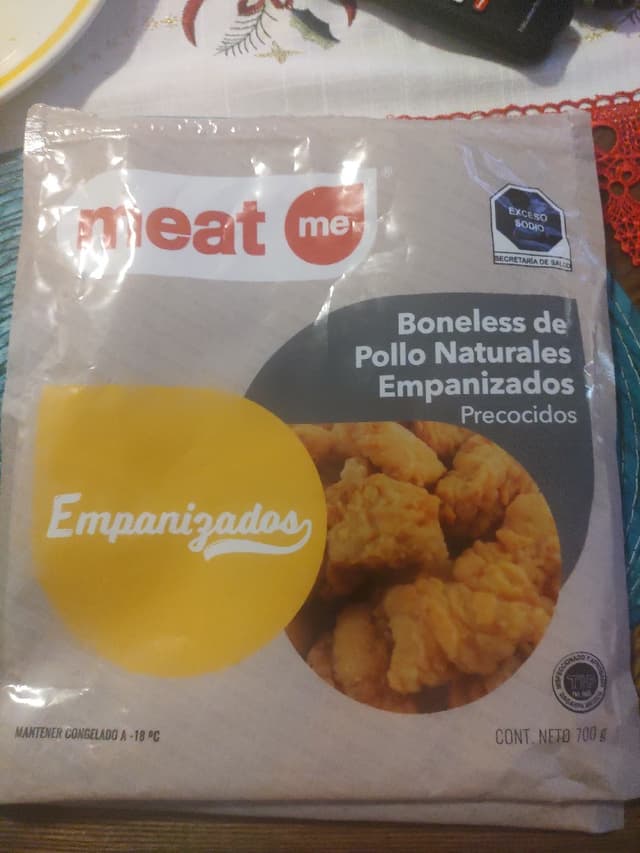 meat me
EXCESO
SODIO
SECRETARÍA DE SALUD
Boneless de
Pollo Naturales
Empanizados
Precocidos
Empanizados
MANTENER CONGELADO A -18 ºC
TIF
CONT. NETO 700 g